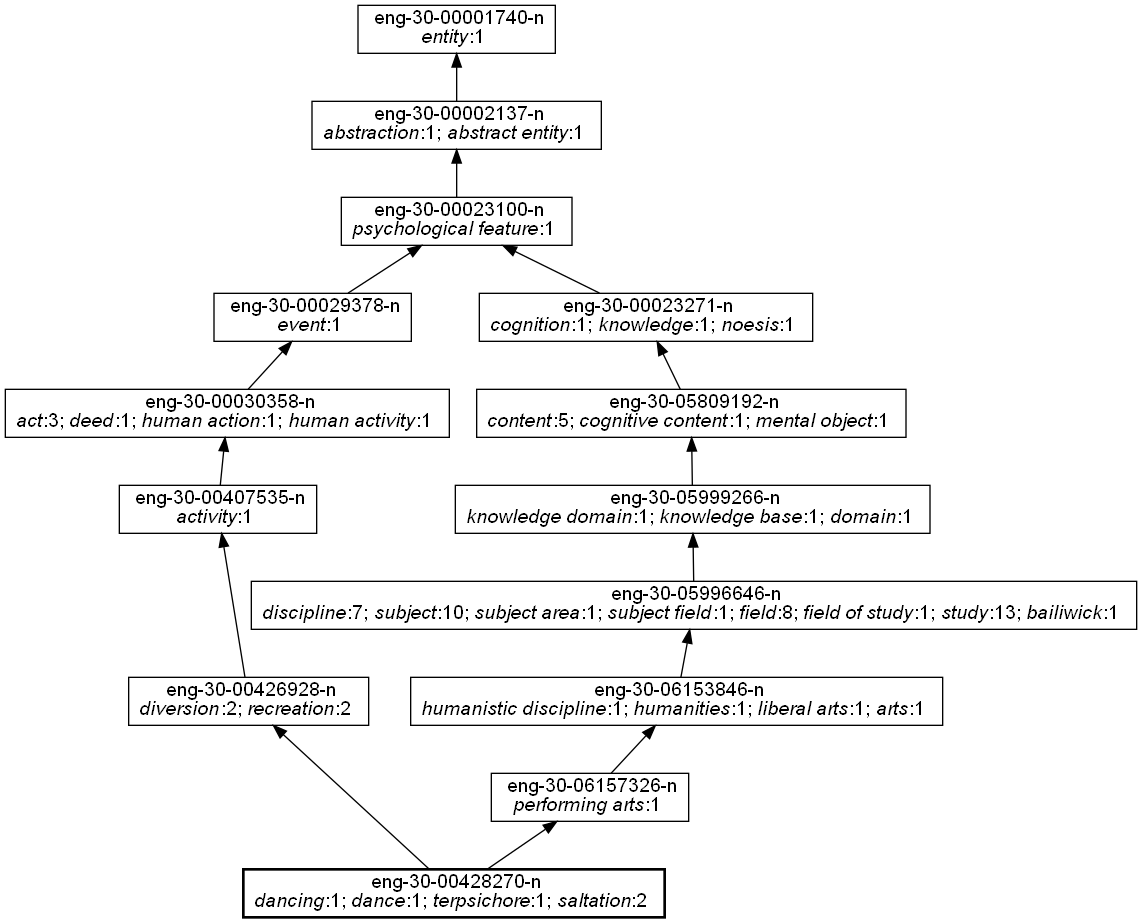 eng-30-00001740-n
entity:1
eng-30-00002137-n
abstraction:1; abstract entity:1
eng-30-00023100-n
psychological feature:1
eng-30-00029378-n
event:1
eng-30-00023271-n
cognition:1; knowledge:1; noesis:1
eng-30-00030358-n
act:3; deed:1; human action:1; human activity:1
eng-30-05809192-n
content:5; cognitive content:1; mental object:1
eng-30-00407535-n
activity:1
eng-30-05999266-n
knowledge domain:1; knowledge base:1; domain:1
eng-30-05996646-n
discipline:7; subject:10; subject area:1; subject field:1; field:8; field of study:1; study:13; bailiwick:1
eng-30-00426928-n
diversion:2; recreation:2
eng-30-06153846-n
humanistic discipline:1; humanities:1; liberal arts:1; arts:1
eng-30-06157326-n
performing arts:1
eng-30-00428270-n
dancing:1; dance:1; terpsichore:1; saltation:2